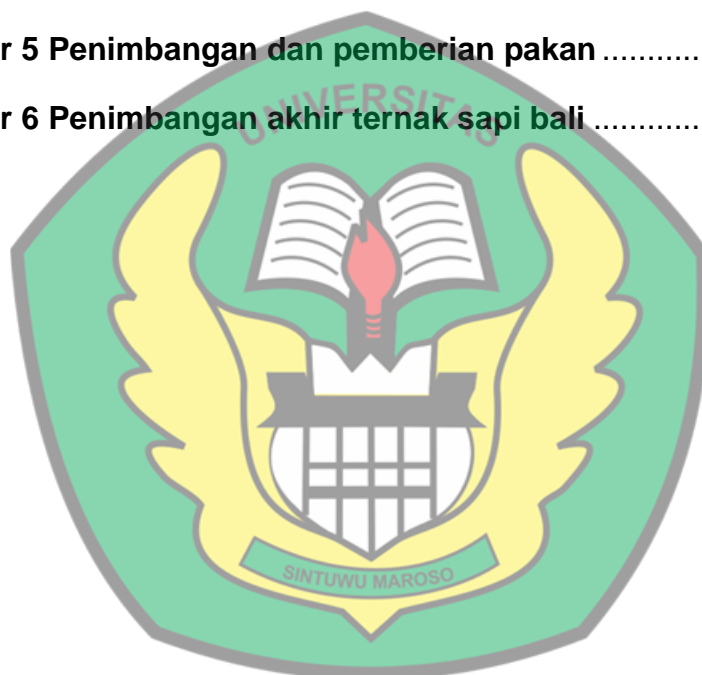 r 5 Penimbangan dan pemberian pakan ...........
r 6 Penimbangan akhir ternak sapi bali ............
UNIVERSITAS
SINTUWU MAROSO